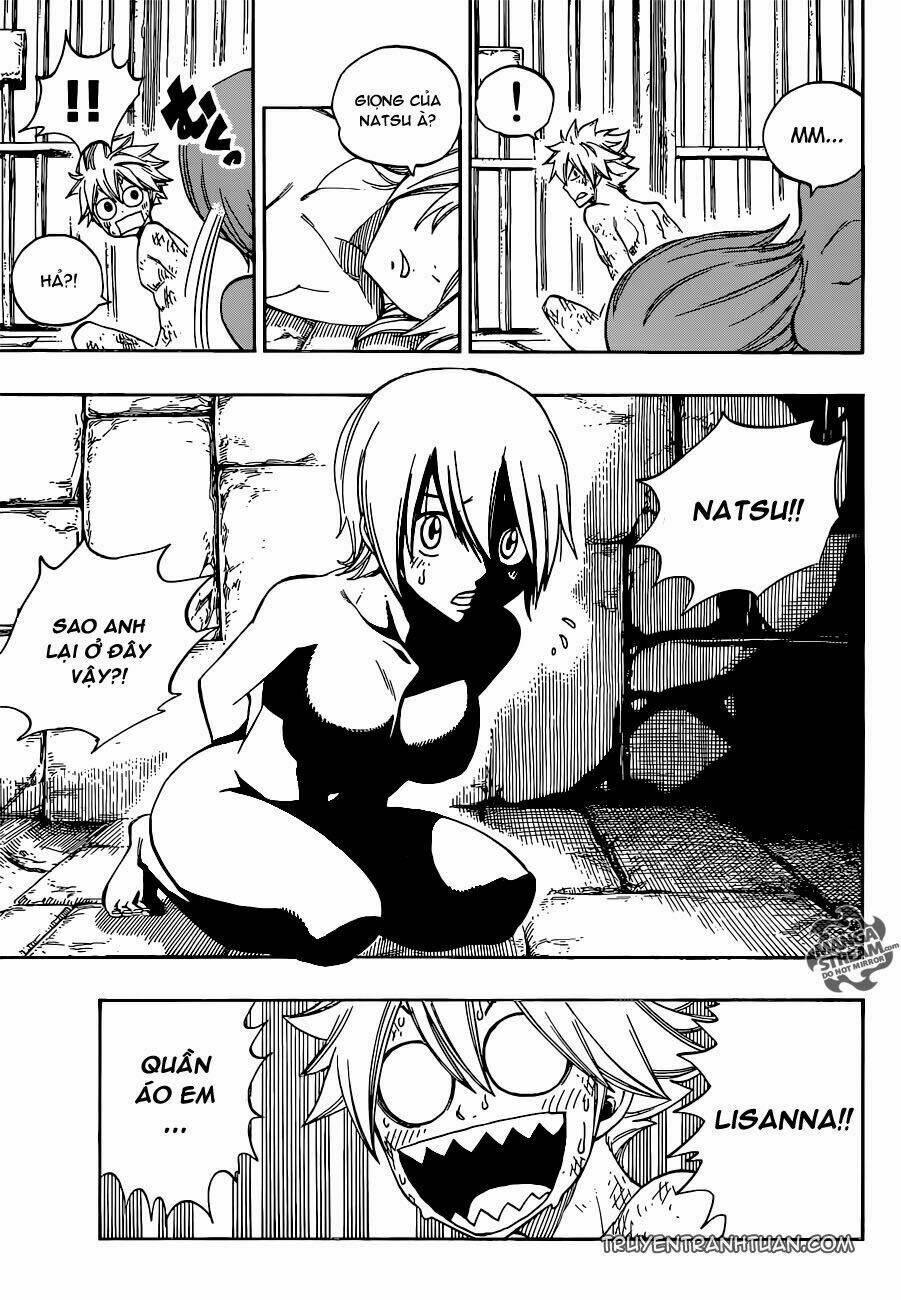 MM...
!
GIỌNG CỦA
NATSU À?
!!
HẢ?!
NATSU!!
SAO ANH
LẠI Ở ĐÂY
VẬY?!
MANGA
STREAM.com
DO NOT MIRROR
LISANNA!!
QUẦN
ÁO EM
...
TRUYENTRANHTUAN.COM